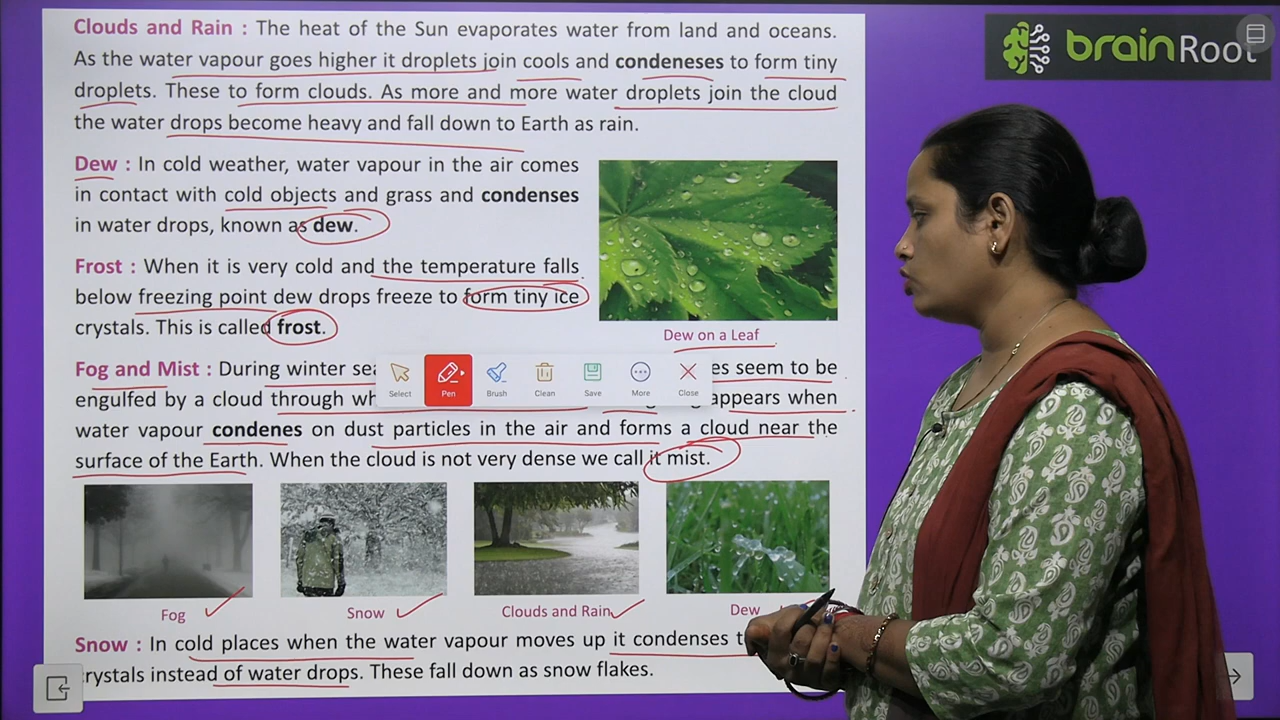 Clouds and Rain : The heat of the Sun evaporates water from land and oceans.
As the water vapour goes higher it droplets join cools and condeneses to form tiny
droplets. These to form clouds. As more and more water droplets join the cloud
the water drops become heavy and fall down to Earth as rain.
Dew : In cold weather, water vapour in the air comes
in contact with cold objects and grass and condenses
in water drops, known as dew.
Frost : When it is very cold and the temperature falls
below freezing point dew drops freeze to form tiny ice
crystals. This is called frost.
Dew on a Leaf
Fog and Mist : During winter es seem to be
engulfed by a cloud through appears when
water vapour condenes on dust particles in the air and forms a cloud near the
surface of the Earth. When the cloud is not very dense we call it mist.
Select Pen Brush Clean Save More Close
Fog Snow Clouds and Rain Dew
Snow : In cold places when the water vapour moves up it condenses
crystals instead of water drops. These fall down as snow flakes.
brainRoot